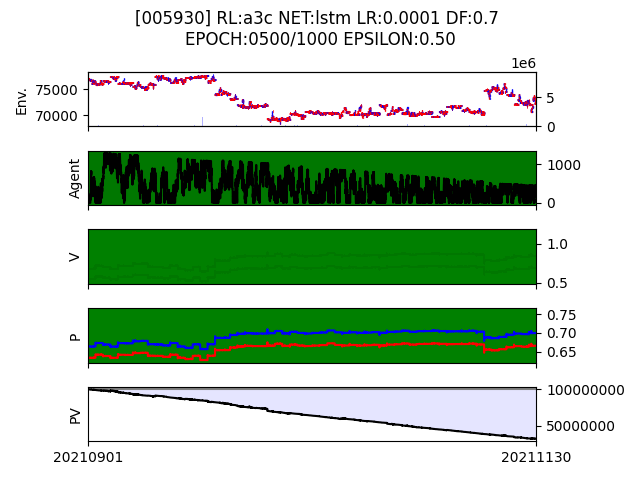 [005930] RL:a3c NET:lstm LR:0.0001 DF:0.7
EPOCH:0500/1000 EPSILON:0.50
1e6
Env.
75000
70000
5
0
Agent
1000
0
V
1.0
0.5
P
0.75
0.70
0.65
PV
100000000
50000000
20210901
20211130